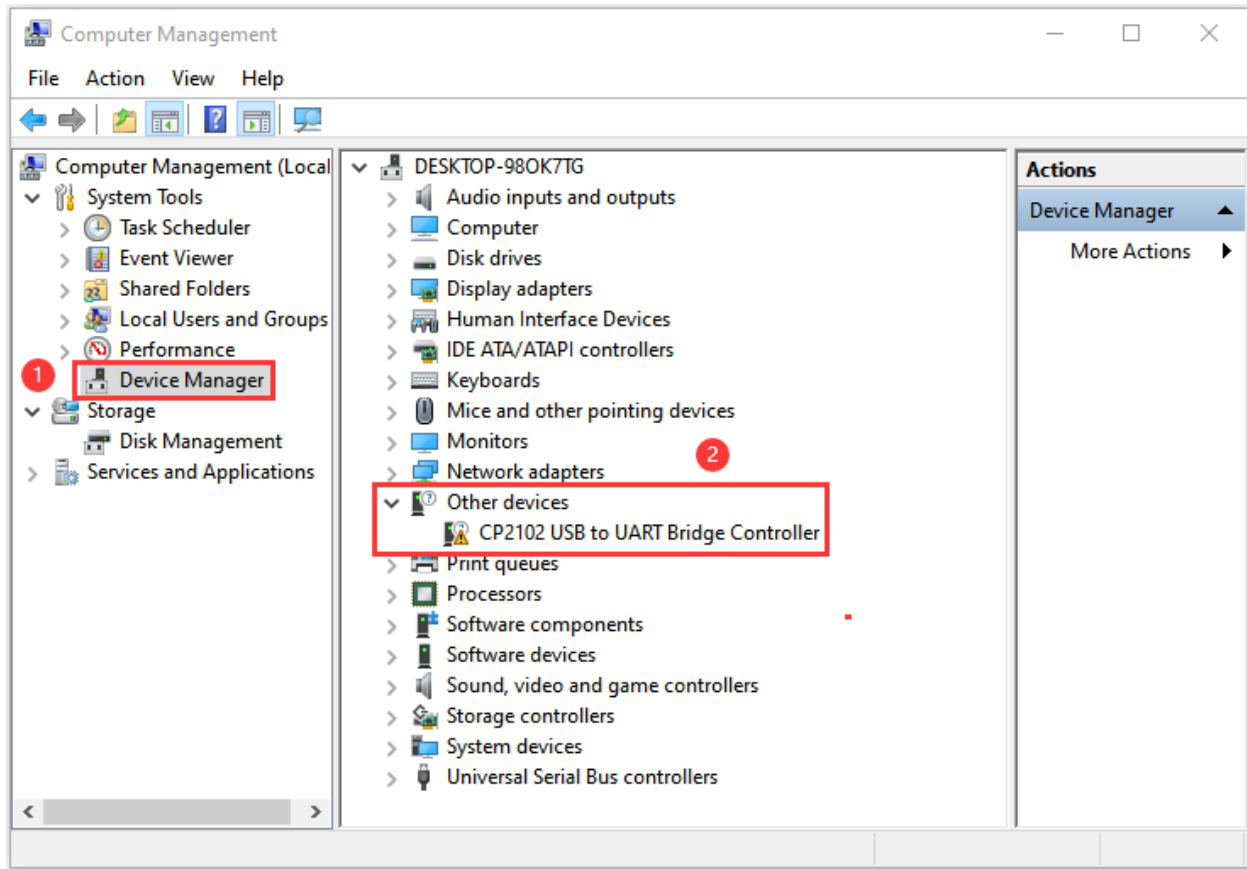 Computer Management
File Action View Help
Computer Management (Local
System Tools
Task Scheduler
Event Viewer
Shared Folders
Local Users and Groups
Performance
1
Device Manager
Storage
Disk Management
Services and Applications
DESKTOP-98OK7TG
Audio inputs and outputs
Computer
Disk drives
Display adapters
Human Interface Devices
IDE ATA/ATAPI controllers
Keyboards
Mice and other pointing devices
Monitors
2
Network adapters
Other devices
CP2102 USB to UART Bridge Controller
Print queues
Processors
Software components
Software devices
Sound, video and game controllers
Storage controllers
System devices
Universal Serial Bus controllers
Actions
Device Manager
More Actions